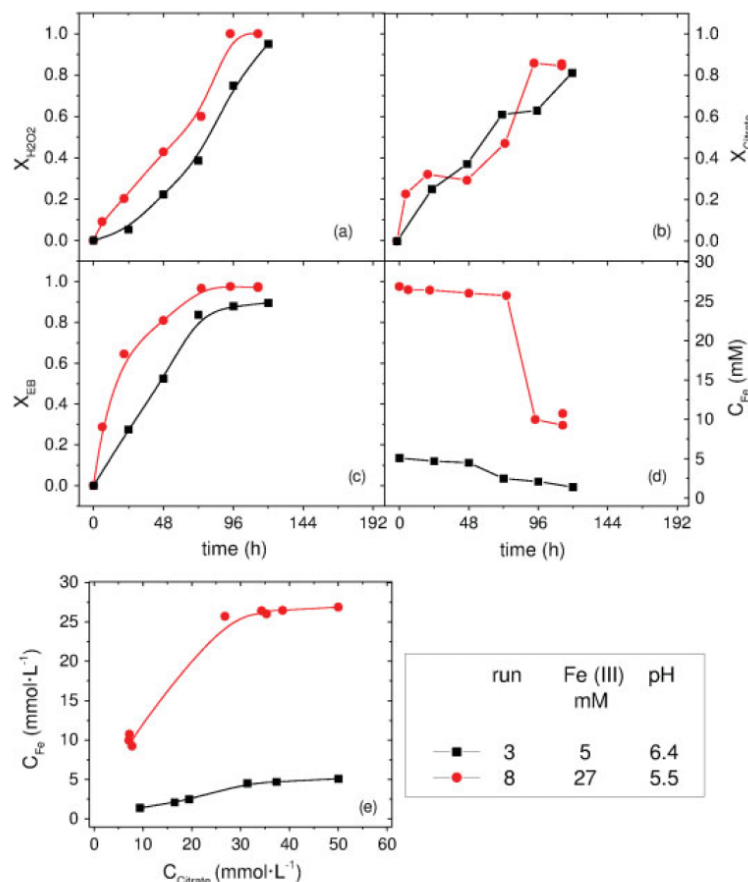 1.0
0.8
0.6
0.4
0.2
0.0
X_H2O2
(a)
1.0
0.8
0.6
0.4
0.2
0.0
X_Citrate
(b)
1.0
0.8
0.6
0.4
0.2
0.0
X_EB
(c)
0 48 96 144 192
time (h)
30
25
20
15
10
5
0
C_Fe (mM)
(d)
0 48 96 144 192
time (h)
30
25
20
15
10
5
0
C_Fe (mmol·L⁻¹)
(e)
0 10 20 30 40 50 60
C_Citrate (mmol·L⁻¹)
run Fe (III) pH
mM
3 5 6.4
8 27 5.5